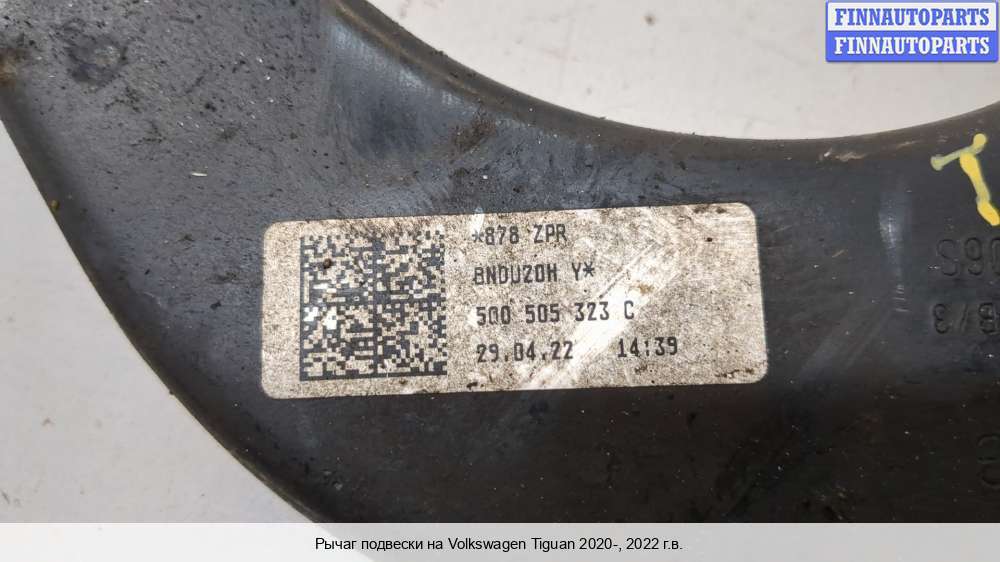 FINNAUTOPARTS
FINNAUTOPARTS
*878 ZPR
8NDU20H Y*
5Q0 505 323 C
29.04.22 14:39
Рычаг подвески на Volkswagen Tiguan 2020-, 2022 г.в.